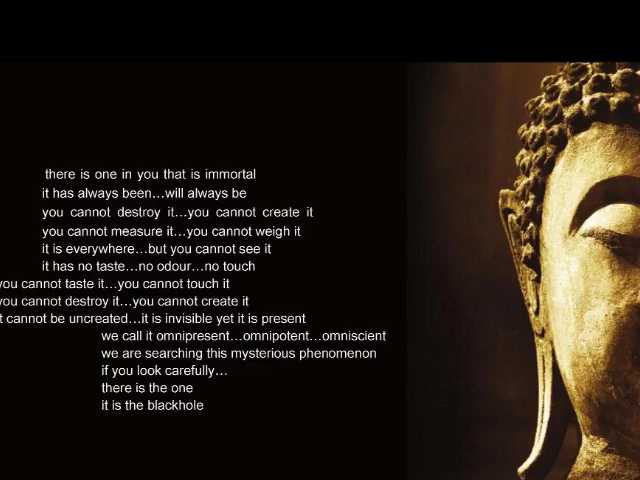 there is one in you that is immortal
it has always been…will always be
you cannot destroy it…you cannot create it
you cannot measure it…you cannot weigh it
it is everywhere…but you cannot see it
it has no taste…no odour…no touch
you cannot taste it…you cannot touch it
you cannot destroy it…you cannot create it
t cannot be uncreated…it is invisible yet it is present
we call it omnipresent…omnipotent…omniscient
we are searching this mysterious phenomenon
if you look carefully…
there is the one
it is the blackhole